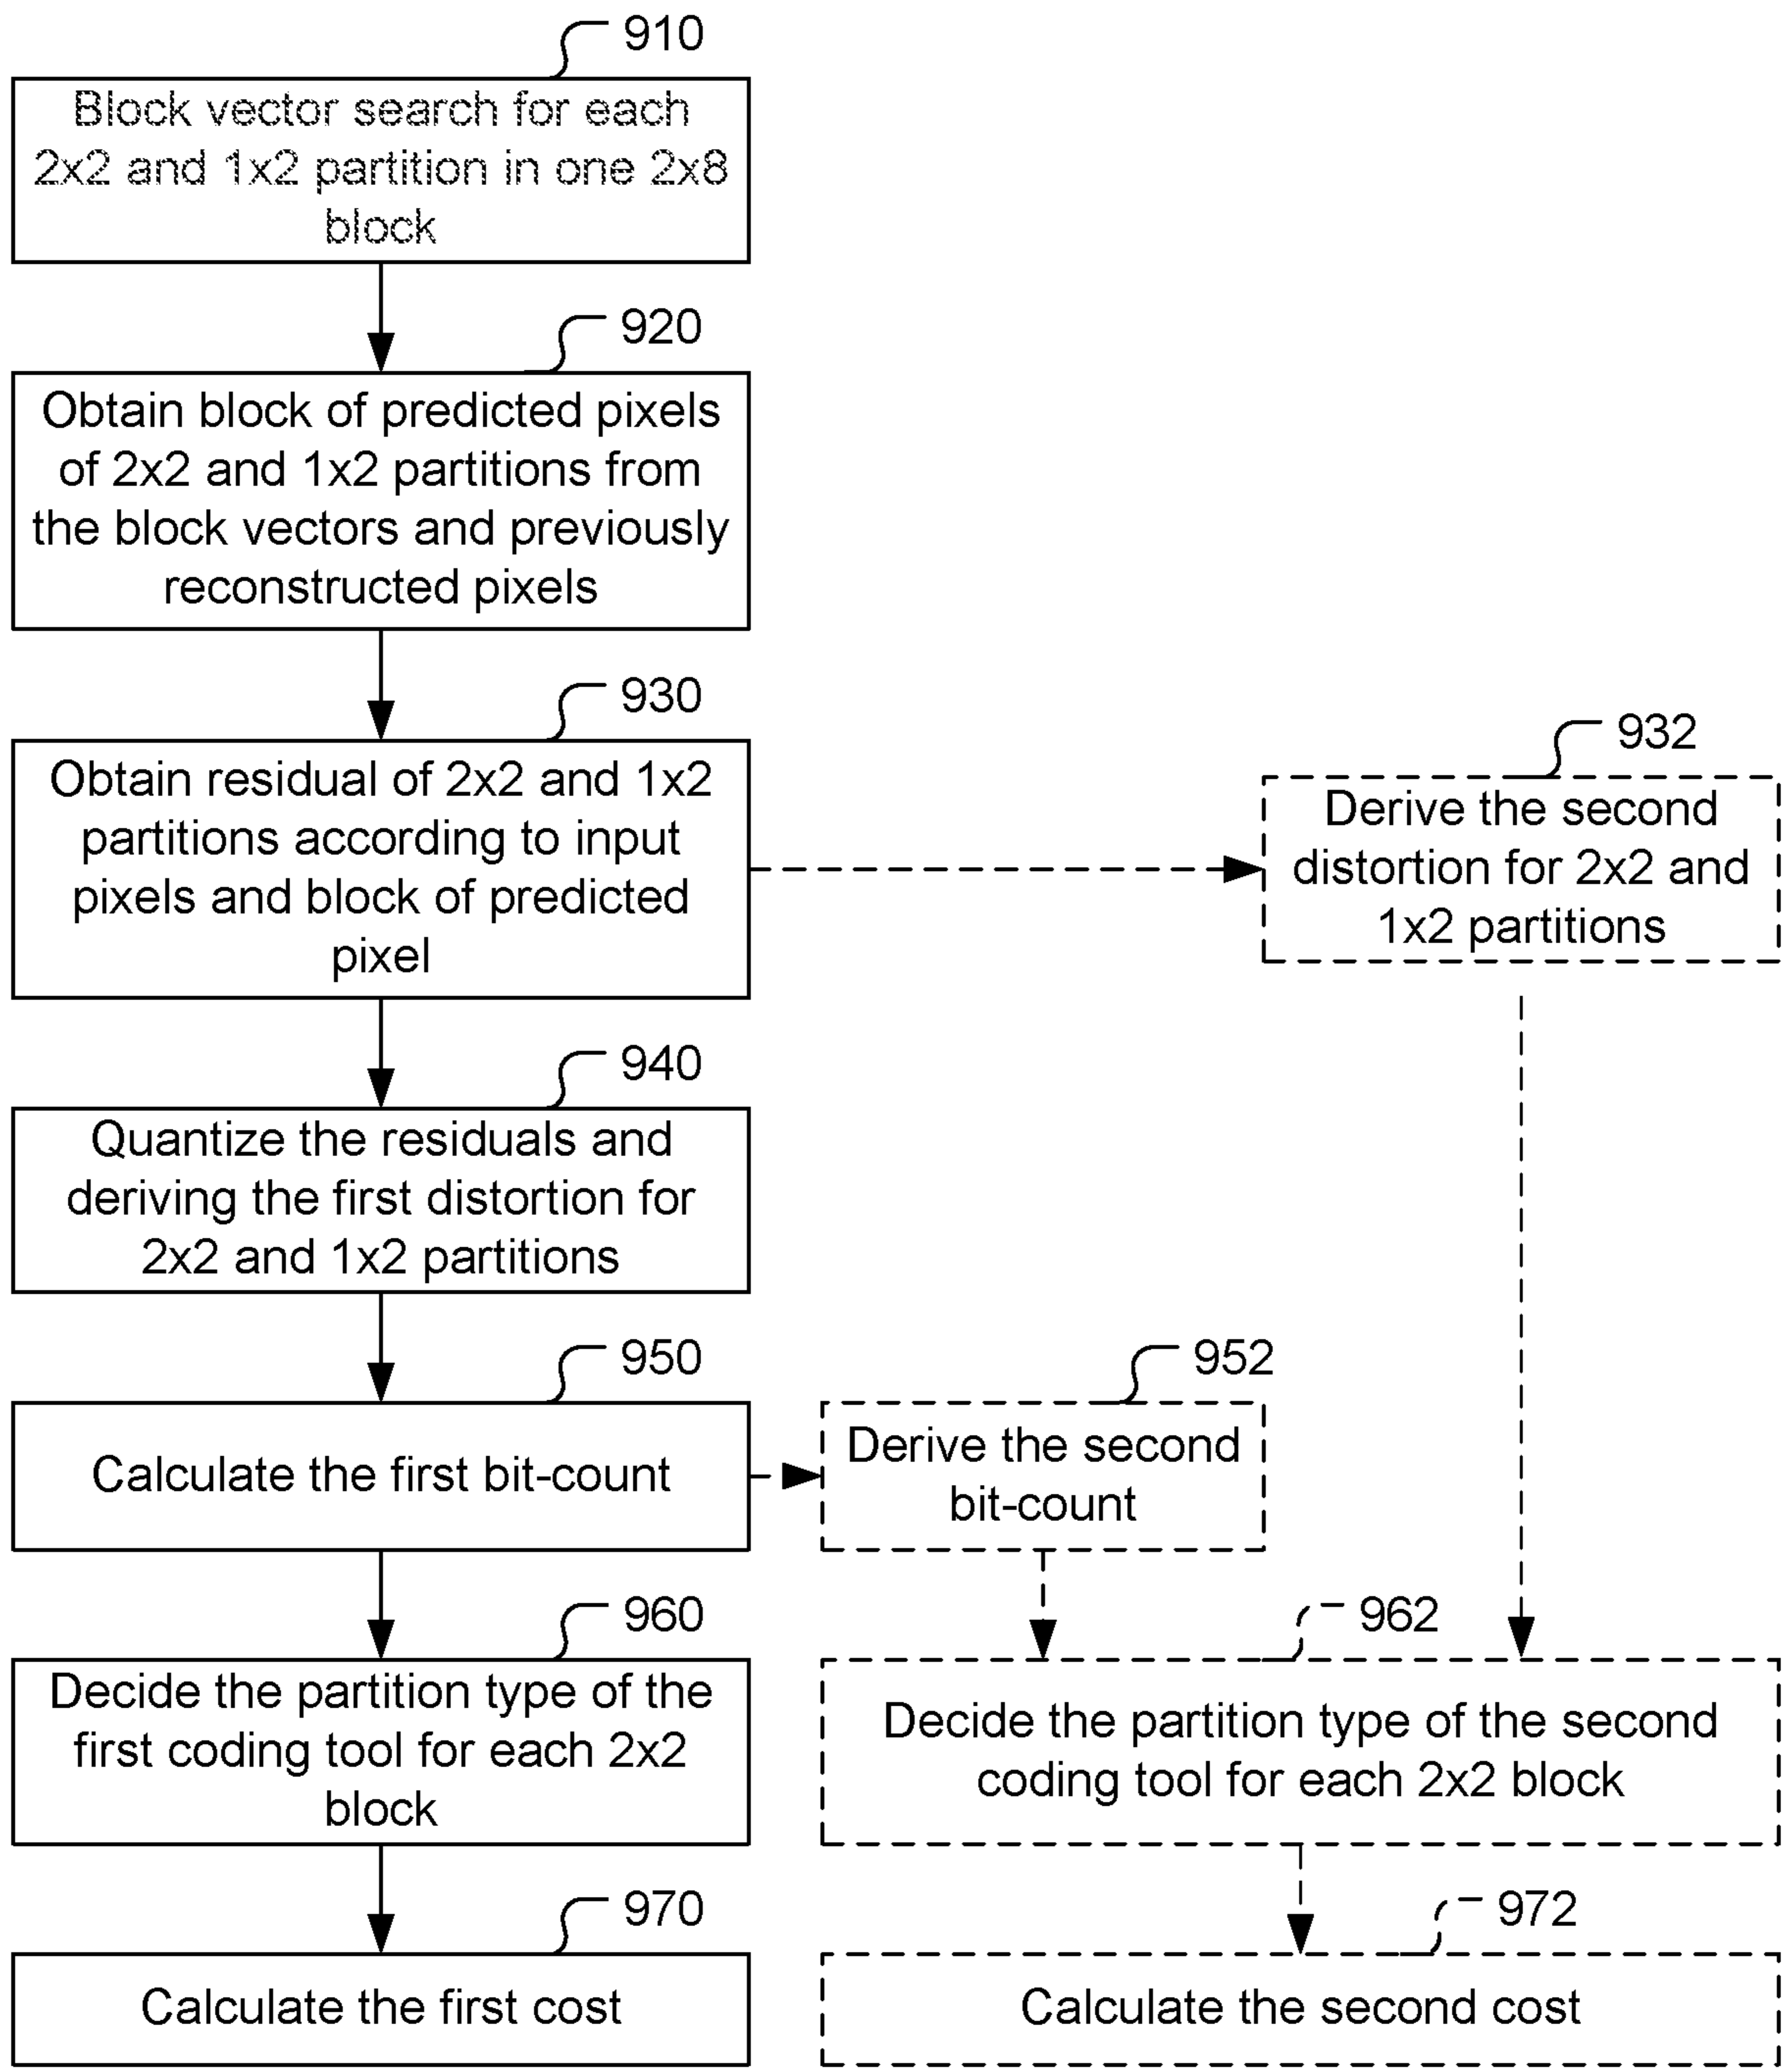 910
Block vector search for each
2x2 and 1x2 partition in one 2x8
block
920
Obtain block of predicted pixels
of 2x2 and 1x2 partitions from
the block vectors and previously
reconstructed pixels
930
Obtain residual of 2x2 and 1x2
partitions according to input
pixels and block of predicted
pixel
932
Derive the second
distortion for 2x2 and
1x2 partitions
940
Quantize the residuals and
deriving the first distortion for
2x2 and 1x2 partitions
950
Calculate the first bit-count
952
Derive the second
bit-count
960
Decide the partition type of the
first coding tool for each 2x2
block
962
Decide the partition type of the second
coding tool for each 2x2 block
970
Calculate the first cost
972
Calculate the second cost